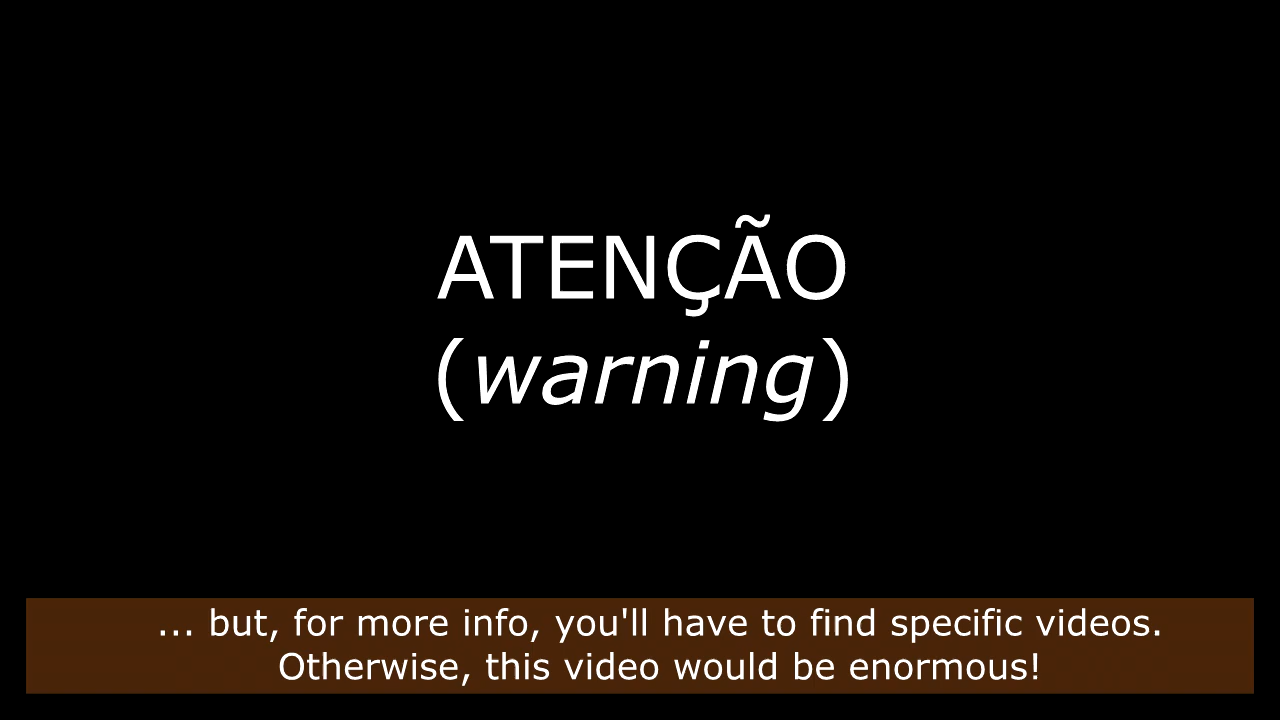 ATENÇÃO
(warning)
... but, for more info, you'll have to find specific videos.
Otherwise, this video would be enormous!